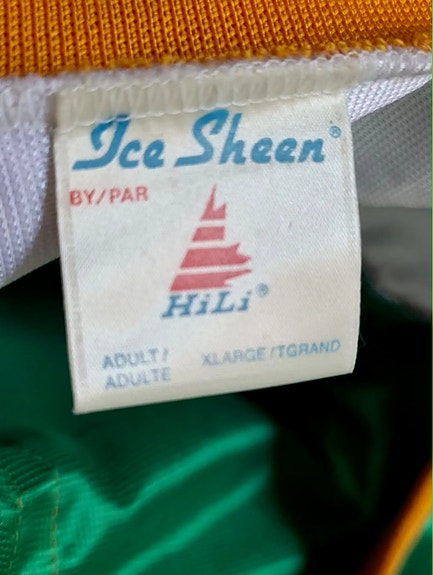 Ice Sheen®
BY/PAR
HiLi®
ADULT/ XLARGE/TGRAND
ADULTE